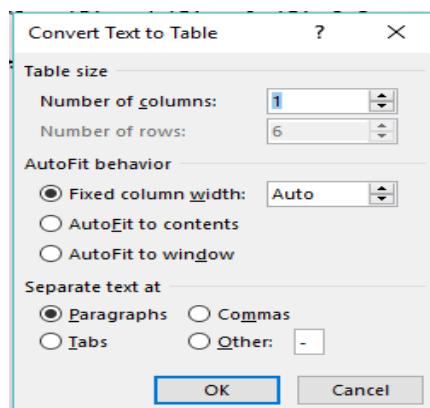 Convert Text to Table ? ×
Table size
Number of columns: 1
Number of rows: 6
AutoFit behavior
Fixed column width: Auto
AutoFit to contents
AutoFit to window
Separate text at
Paragraphs Commas
Tabs Other: -
OK Cancel